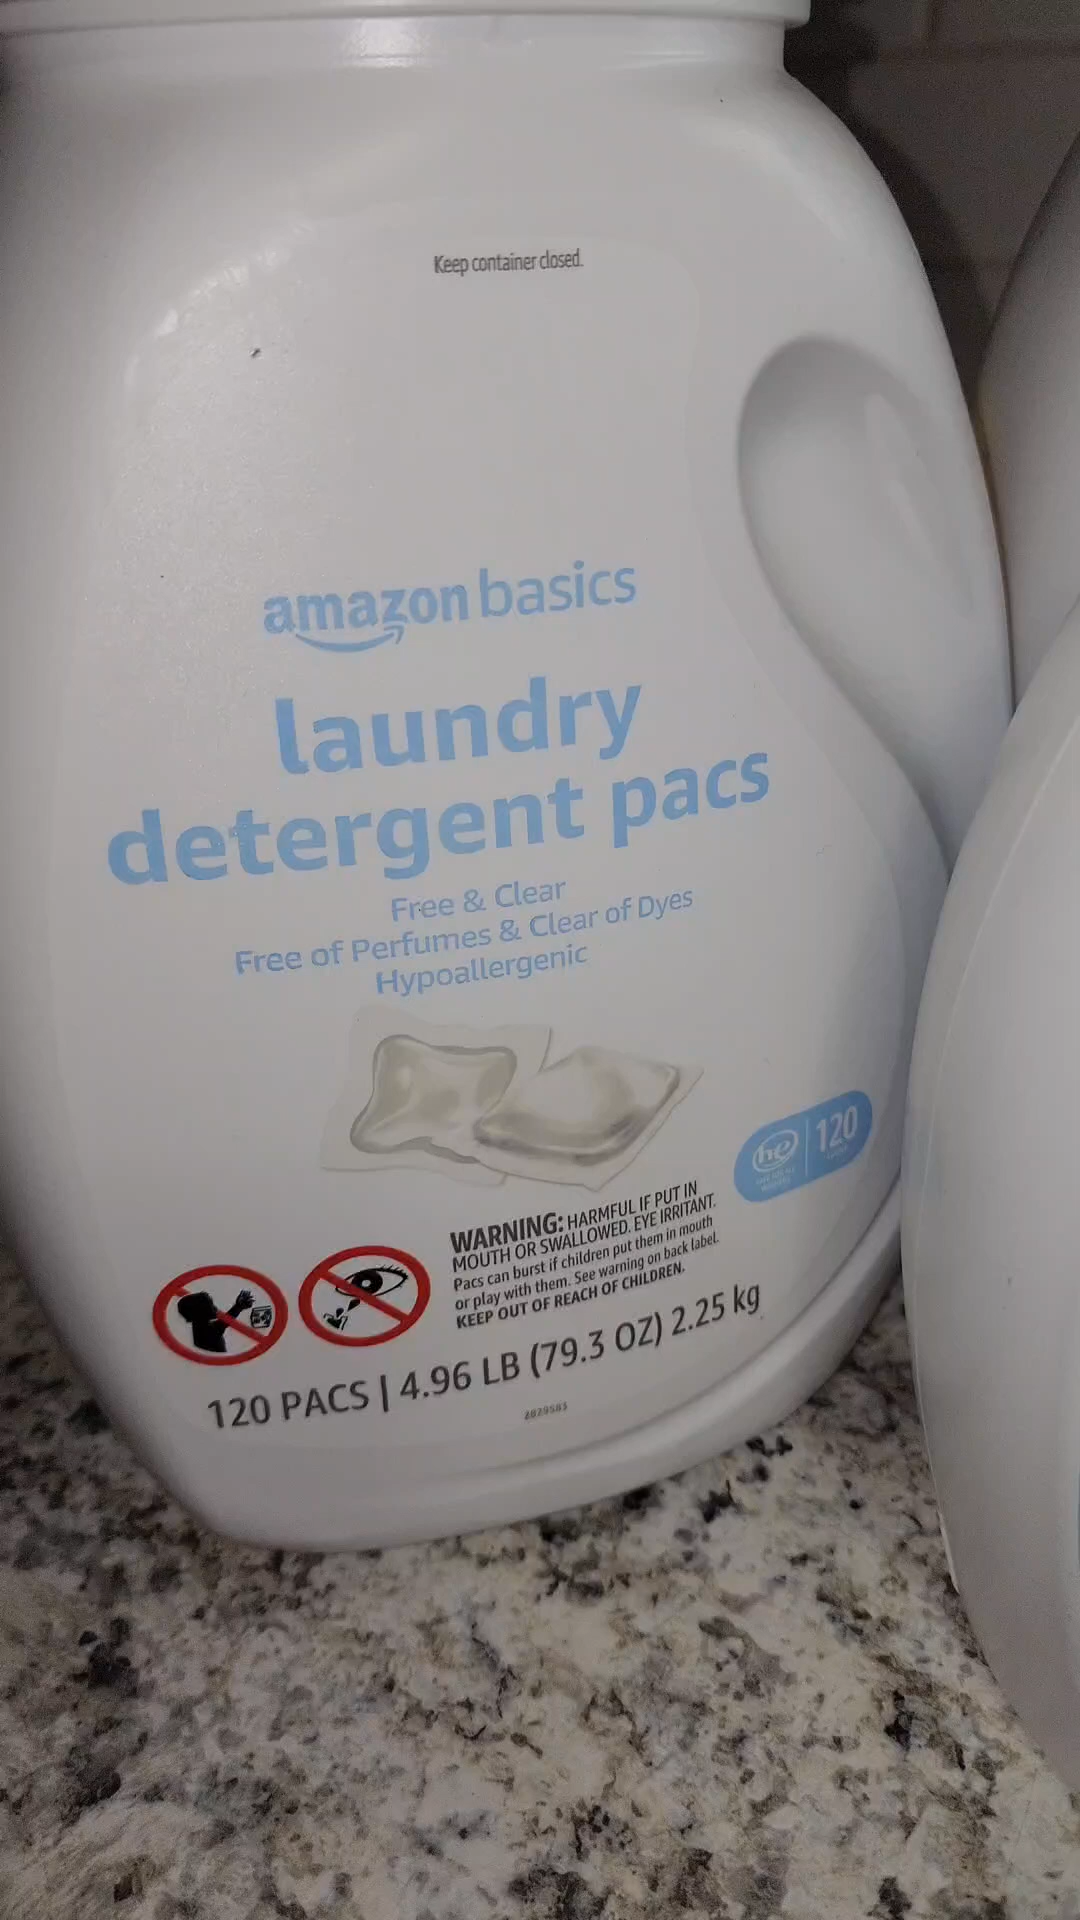 Keep container closed.
amazon basics
laundry
detergent pacs
Free & Clear
Free of Perfumes & Clear of Dyes
Hypoallergenic
he | 120
WARNING: HARMFUL IF PUT IN
MOUTH OR SWALLOWED. EYE IRRITANT.
Pacs can burst if children put them in mouth
or play with them. See warning on back label.
KEEP OUT OF REACH OF CHILDREN.
120 PACS | 4.96 LB (79.3 OZ) 2.25 kg
2829583